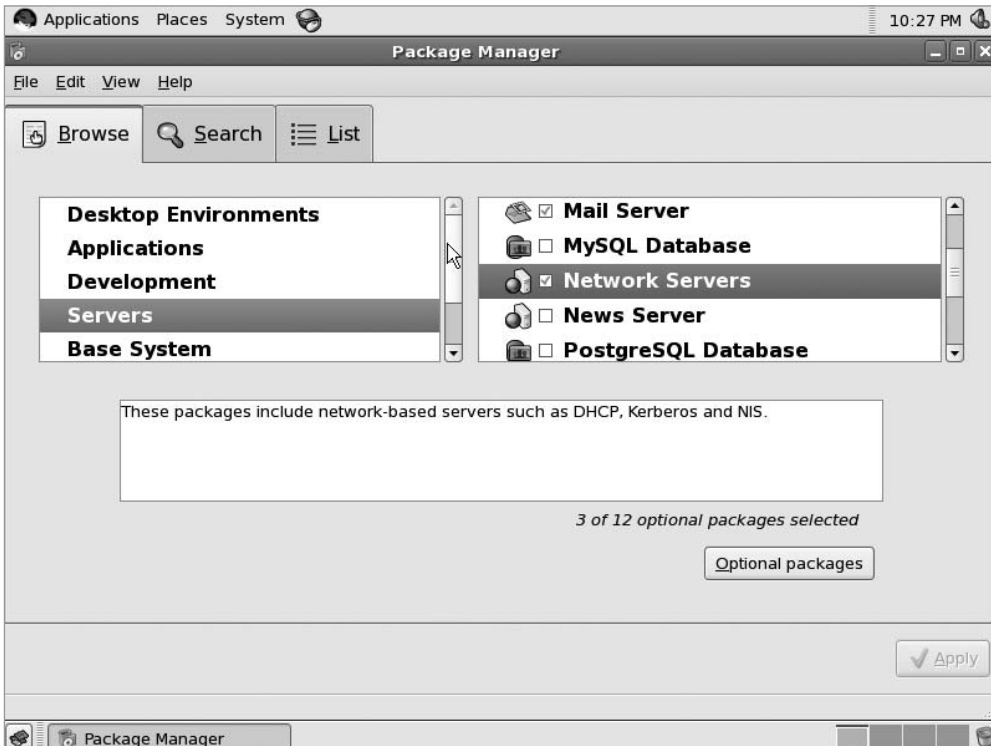 Applications Places System 10:27 PM
Package Manager
File Edit View Help
Browse Search List
Desktop Environments
Applications
Development
Servers
Base System
Mail Server
MySQL Database
Network Servers
News Server
PostgreSQL Database
These packages include network-based servers such as DHCP, Kerberos and NIS.
3 of 12 optional packages selected
Optional packages
Apply
Package Manager